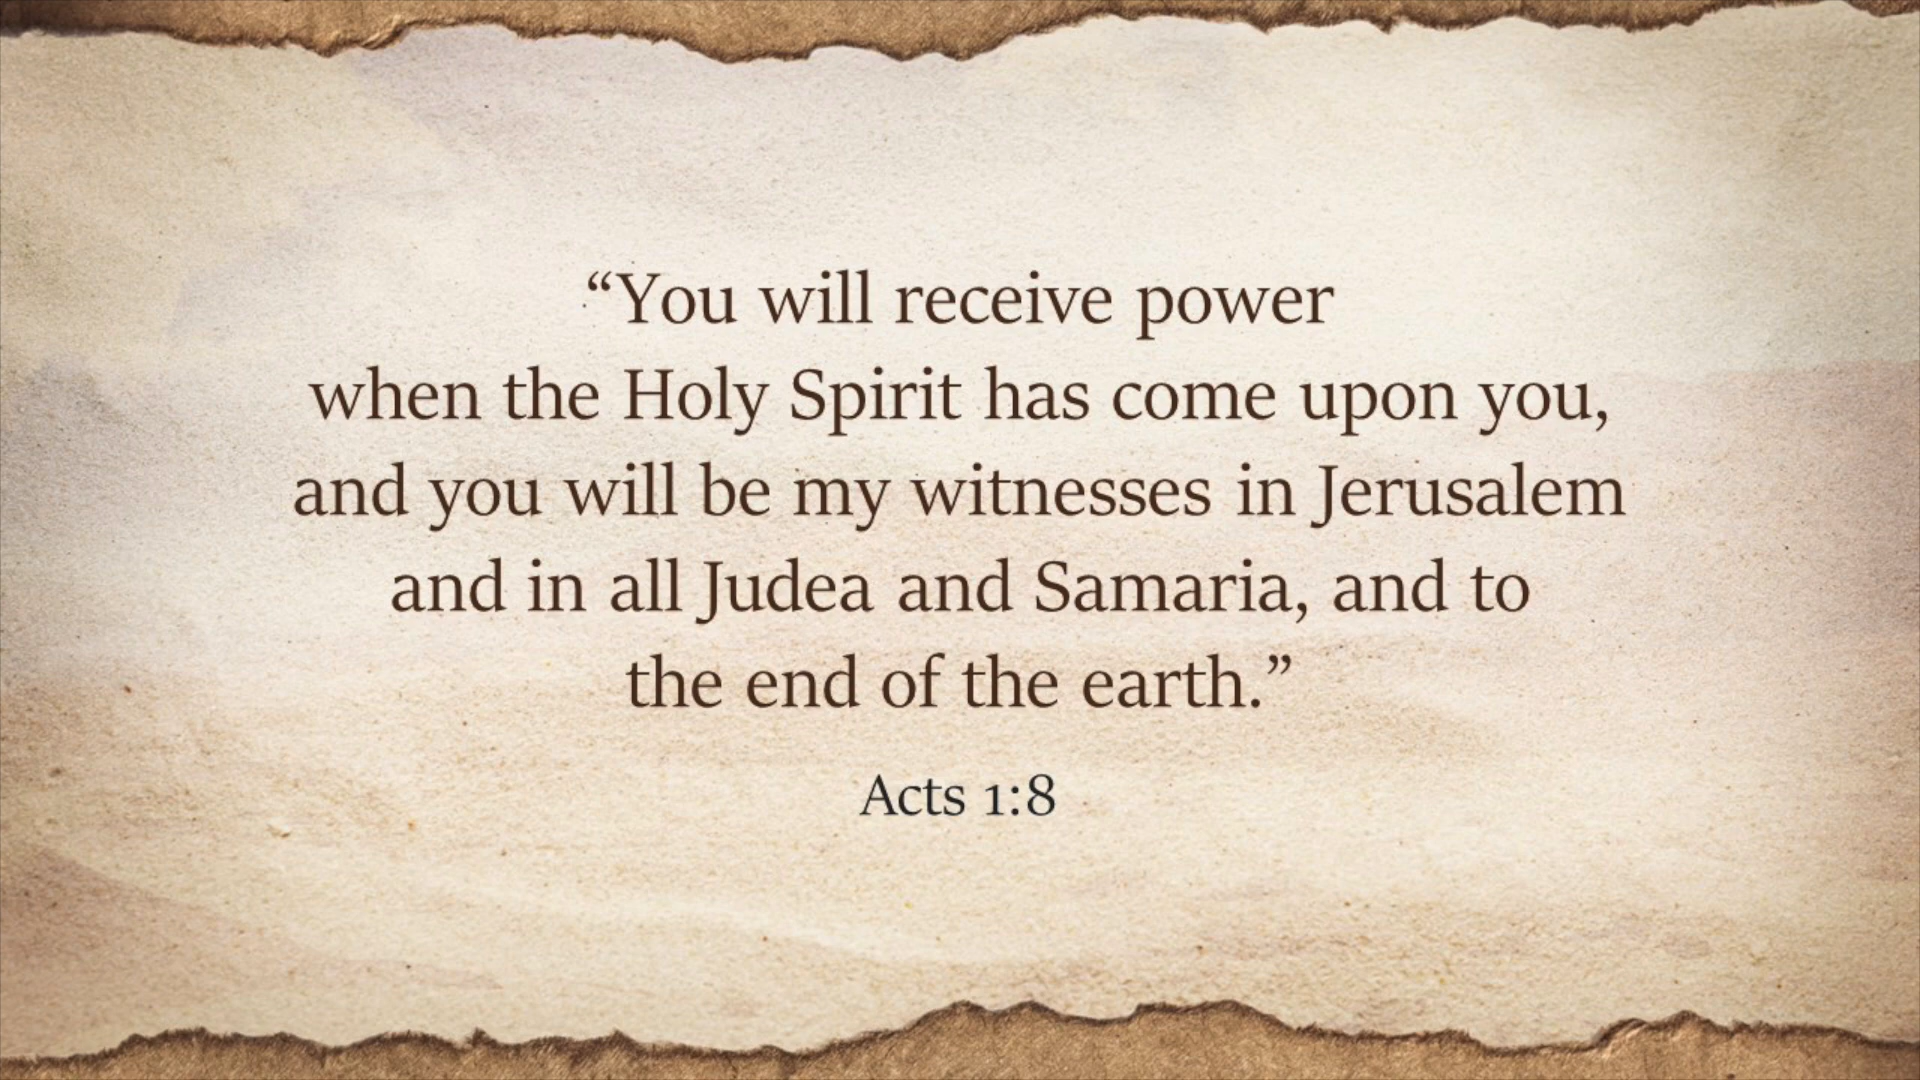 “You will receive power
when the Holy Spirit has come upon you,
and you will be my witnesses in Jerusalem
and in all Judea and Samaria, and to
the end of the earth.”
Acts 1:8